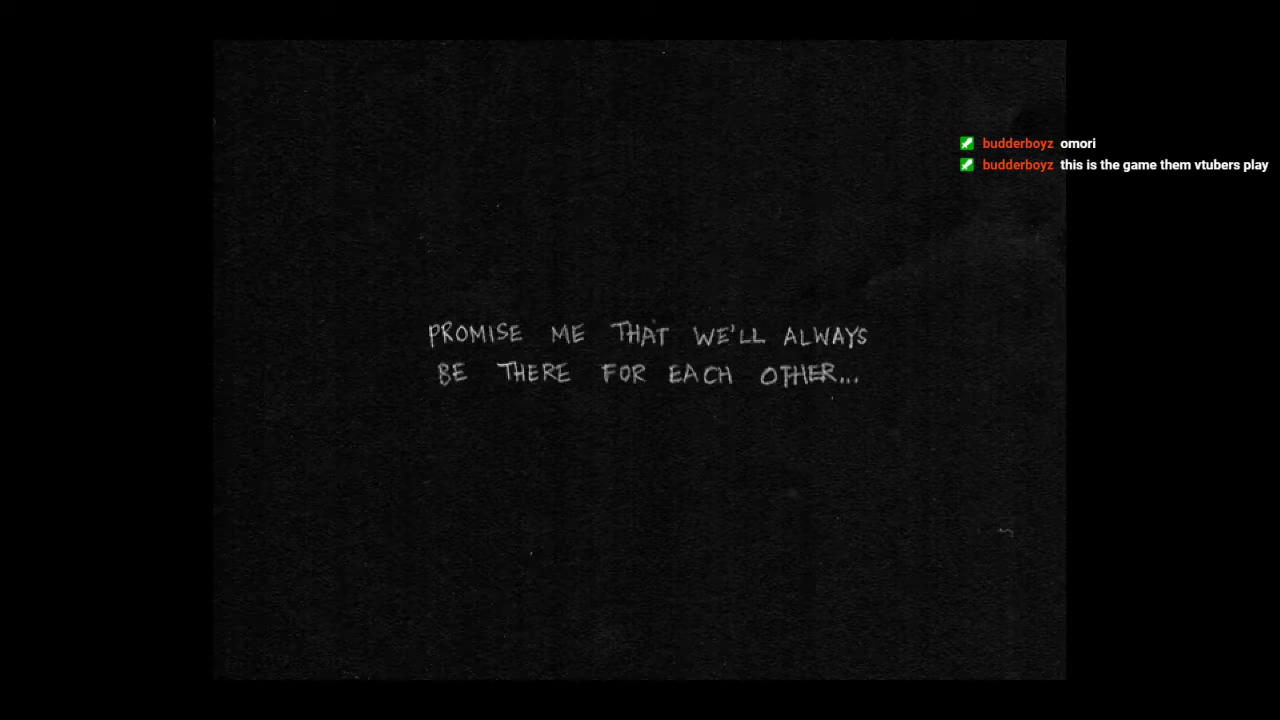 budderboyz omori
budderboyz this is the game them vtubers play
PROMISE ME THAT WE'LL ALWAYS
BE THERE FOR EACH OTHER...